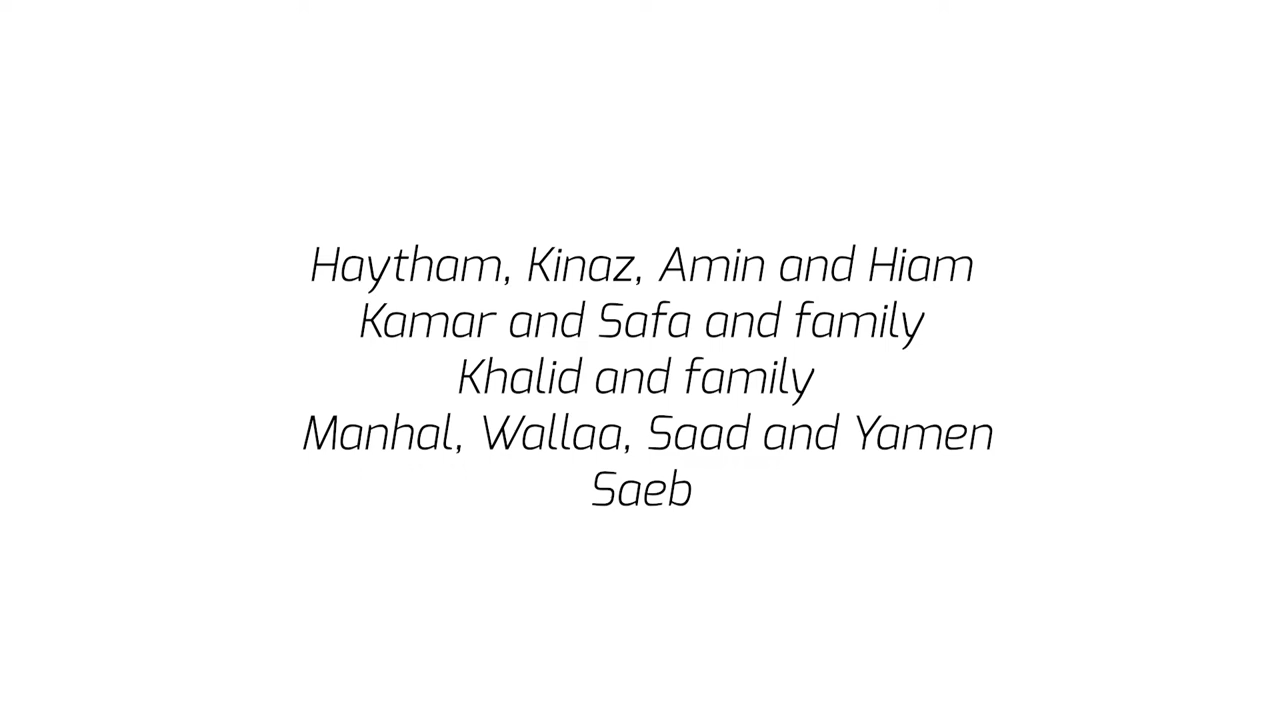 Haytham, Kinaz, Amin and Hiam
Kamar and Safa and family
Khalid and family
Manhal, Wallaa, Saad and Yamen
Saeb